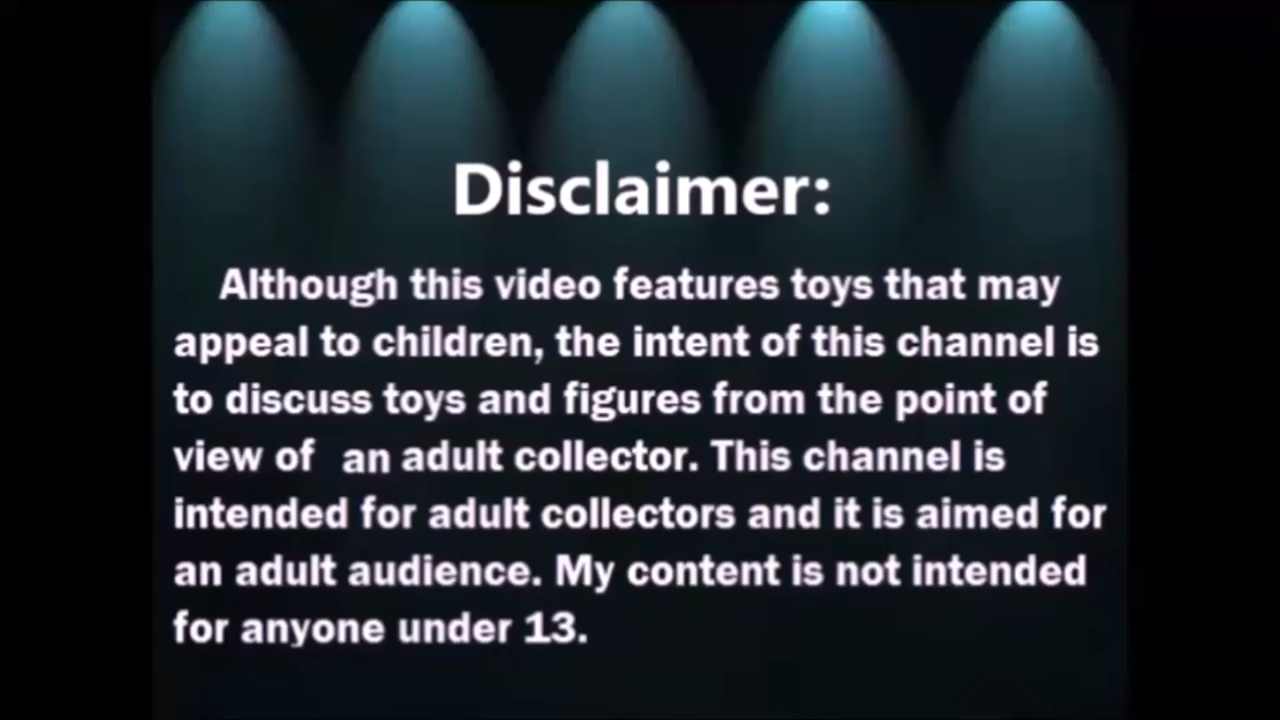 Disclaimer:
Although this video features toys that may
appeal to children, the intent of this channel is
to discuss toys and figures from the point of
view of an adult collector. This channel is
intended for adult collectors and it is aimed for
an adult audience. My content is not intended
for anyone under 13.